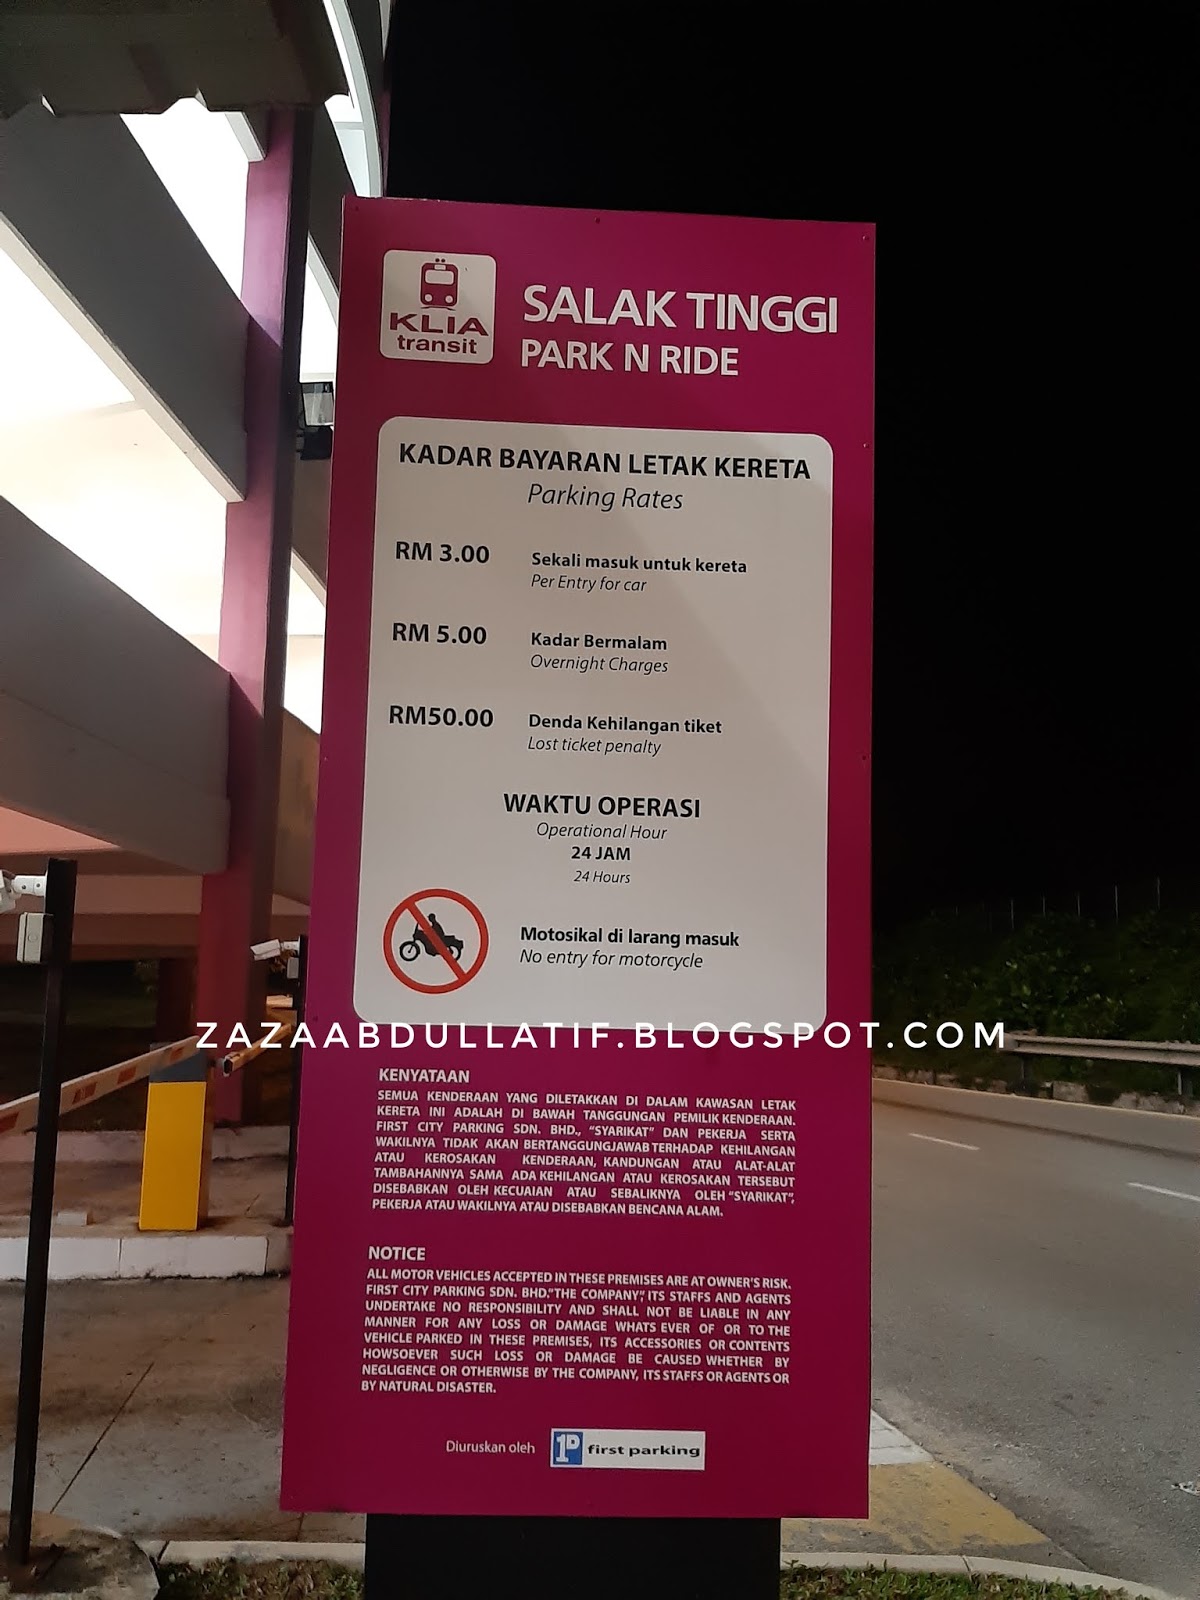 KLIA
transit
SALAK TINGGI
PARK N RIDE
KADAR BAYARAN LETAK KERETA
Parking Rates
RM 3.00
Sekali masuk untuk kereta
Per Entry for car
RM 5.00
Kadar Bermalam
Overnight Charges
RM50.00
Denda Kehilangan tiket
Lost ticket penalty
WAKTU OPERASI
Operational Hour
24 JAM
24 Hours
Motosikal di larang masuk
No entry for motorcycle
ZAZAABDULLATIF.BLOGSPOT.COM
KENYATAAN
SEMUA KENDERAAN YANG DILETAKKAN DI DALAM KAWASAN LETAK
KERETA INI ADALAH DI BAWAH TANGGUNGAN PEMILIK KENDERAAN.
FIRST CITY PARKING SDN. BHD., "SYARIKAT" DAN PEKERJA SERTA
WAKILNYA TIDAK AKAN BERTANGGUNGJAWAB TERHADAP KEHILANGAN
ATAU KEROSAKAN KENDERAAN, KANDUNGAN ATAU ALAT-ALAT
TAMBAHANNYA SAMA ADA KEHILANGAN ATAU KEROSAKAN TERSEBUT
DISEBABKAN OLEH KECUAIAN ATAU SEBALIKNYA OLEH "SYARIKAT",
PEKERJA ATAU WAKILNYA ATAU DISEBABKAN BENCANA ALAM.
NOTICE
ALL MOTOR VEHICLES ACCEPTED IN THESE PREMISES ARE AT OWNER'S RISK.
FIRST CITY PARKING SDN. BHD."THE COMPANY", ITS STAFFS AND AGENTS
UNDERTAKE NO RESPONSIBILITY AND SHALL NOT BE LIABLE IN ANY
MANNER FOR ANY LOSS OR DAMAGE WHATS EVER OF OR TO THE
VEHICLE PARKED IN THESE PREMISES, ITS ACCESSORIES OR CONTENTS
HOWSOEVER SUCH LOSS OR DAMAGE BE CAUSED WHETHER BY
NEGLIGENCE OR OTHERWISE BY THE COMPANY, ITS STAFFS OR AGENTS OR
BY NATURAL DISASTER.
Diuruskan oleh
1P first parking